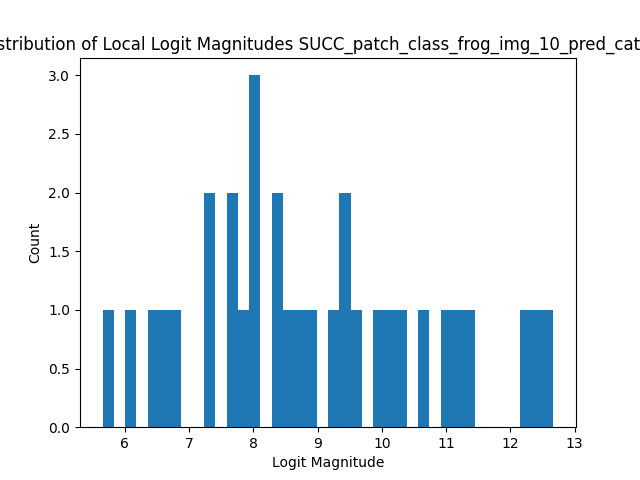 stribution of Local Logit Magnitudes SUCC_patch_class_frog_img_10_pred_cat
3.0
2.5
2.0
1.5
1.0
0.5
0.0
Count
6 7 8 9 10 11 12 13
Logit Magnitude